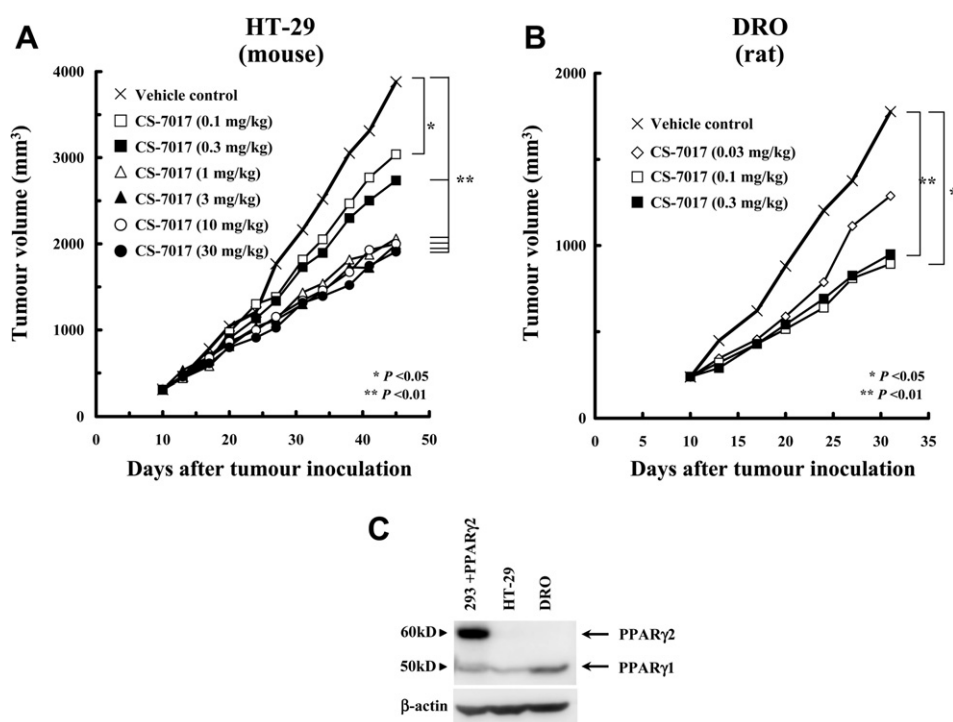 A
HT-29
(mouse)
Tumour volume (mm³)
4000
3000
2000
1000
0
Vehicle control
CS-7017 (0.1 mg/kg)
CS-7017 (0.3 mg/kg)
CS-7017 (1 mg/kg)
CS-7017 (3 mg/kg)
CS-7017 (10 mg/kg)
CS-7017 (30 mg/kg)
*
**
* P <0.05
** P <0.01
0 10 20 30 40 50
Days after tumour inoculation
B
DRO
(rat)
Tumour volume (mm³)
2000
1000
0
Vehicle control
CS-7017 (0.03 mg/kg)
CS-7017 (0.1 mg/kg)
CS-7017 (0.3 mg/kg)
**
*
* P <0.05
** P <0.01
0 5 10 15 20 25 30 35
Days after tumour inoculation
C
293 +PPARγ2
HT-29
DRO
60kD
PPARγ2
50kD
PPARγ1
β-actin